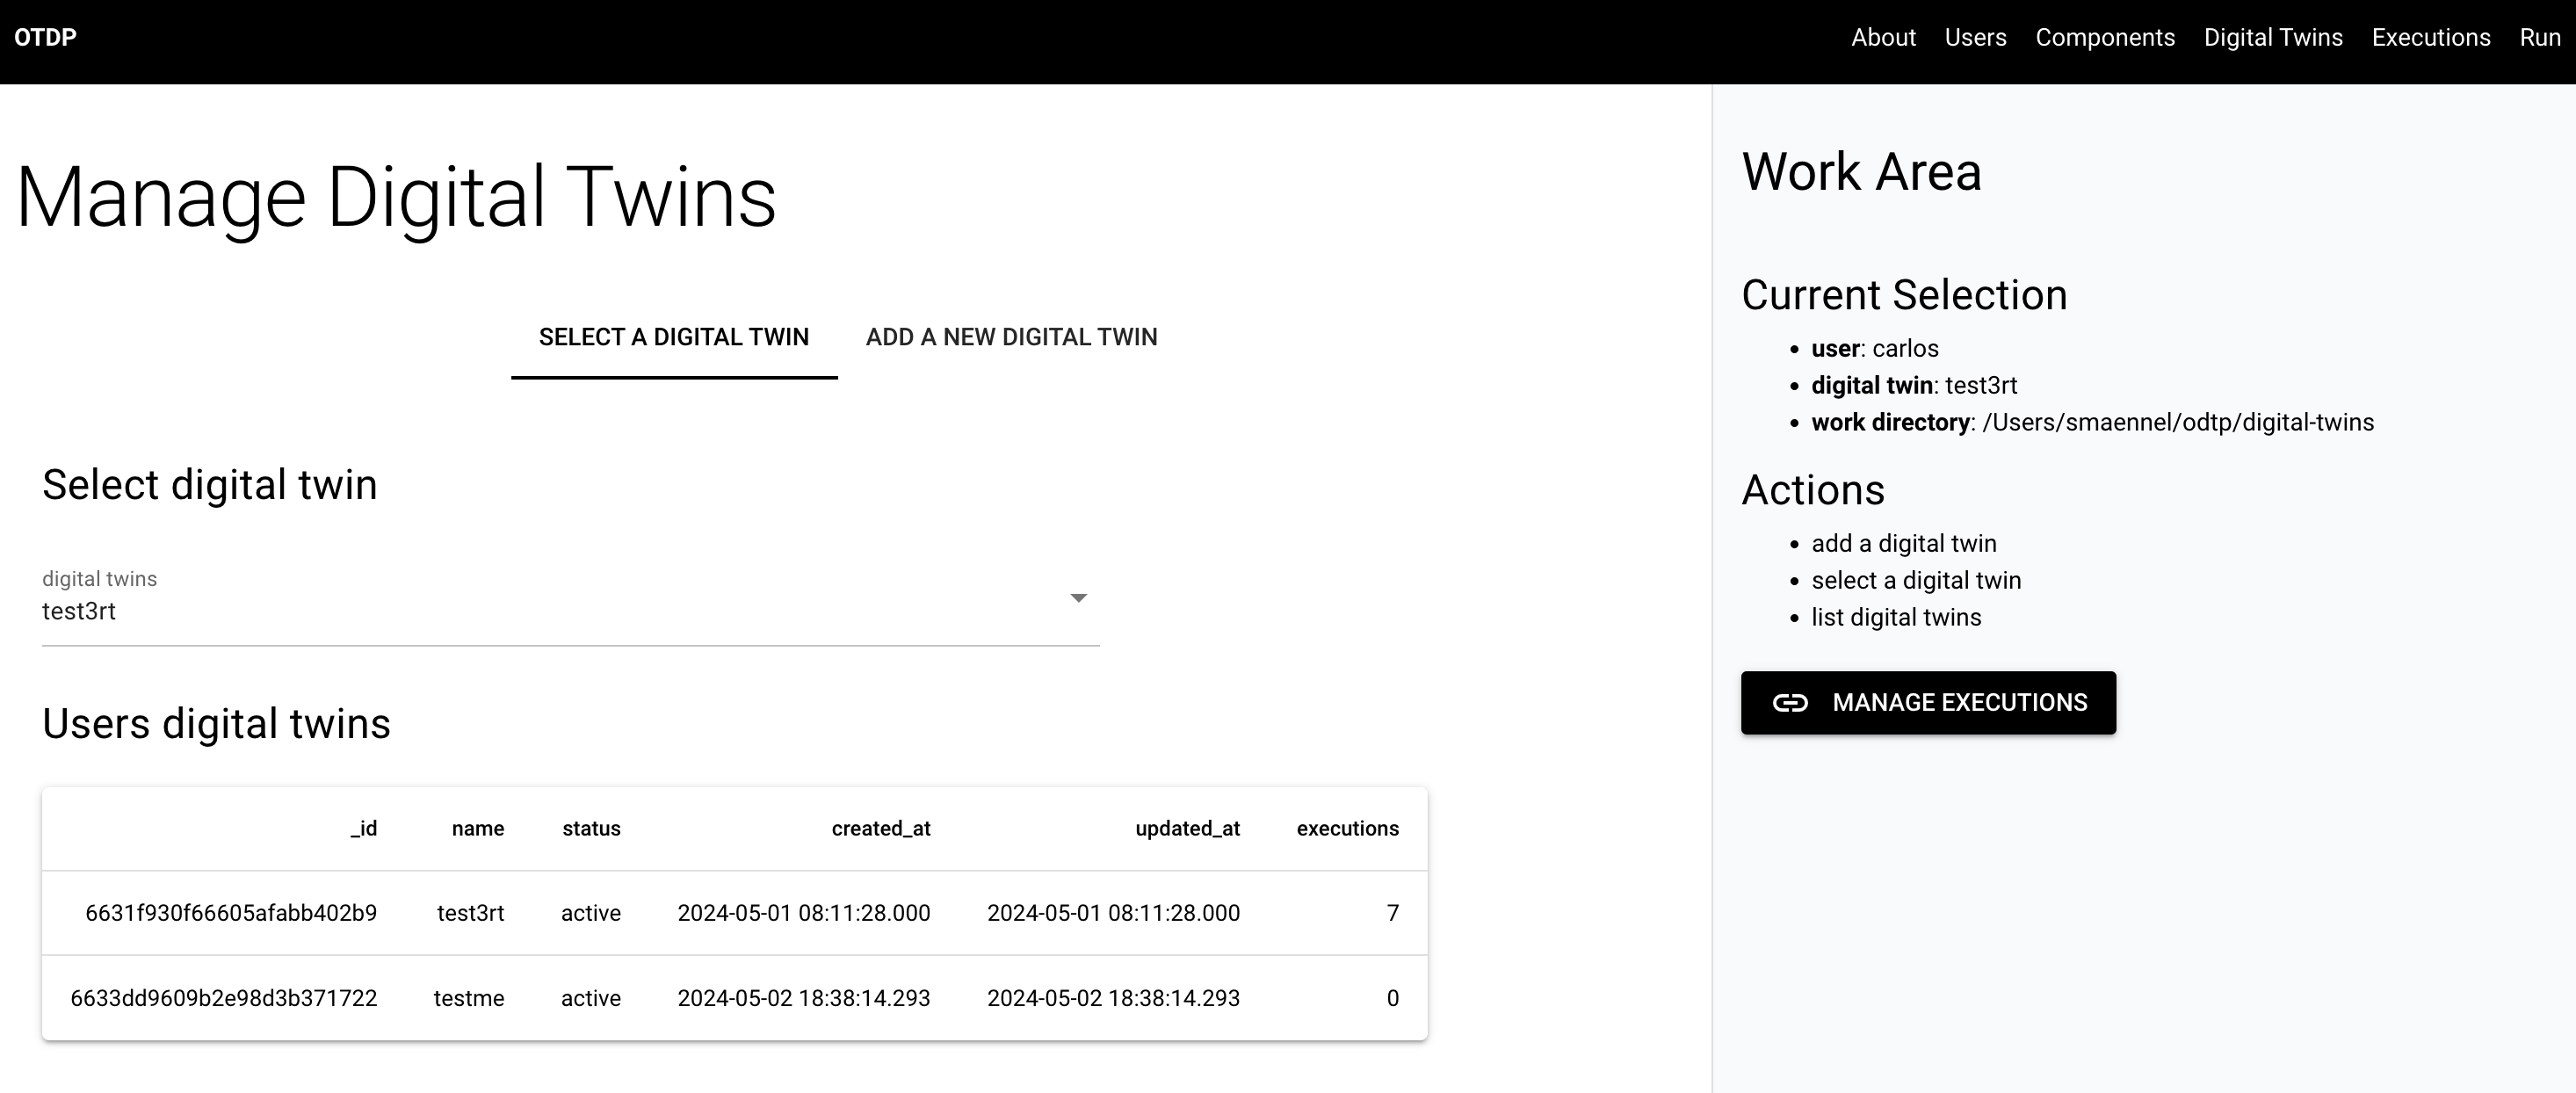 OTDP
About Users Components Digital Twins Executions Run
Manage Digital Twins
SELECT A DIGITAL TWIN ADD A NEW DIGITAL TWIN
Select digital twin
digital twins
test3rt
Users digital twins
_id name status created_at updated_at executions
6631f930f66605afabb402b9 test3rt active 2024-05-01 08:11:28.000 2024-05-01 08:11:28.000 7
6633dd9609b2e98d3b371722 testme active 2024-05-02 18:38:14.293 2024-05-02 18:38:14.293 0
Work Area
Current Selection
user: carlos
digital twin: test3rt
work directory: /Users/smaennel/odtp/digital-twins
Actions
add a digital twin
select a digital twin
list digital twins
MANAGE EXECUTIONS